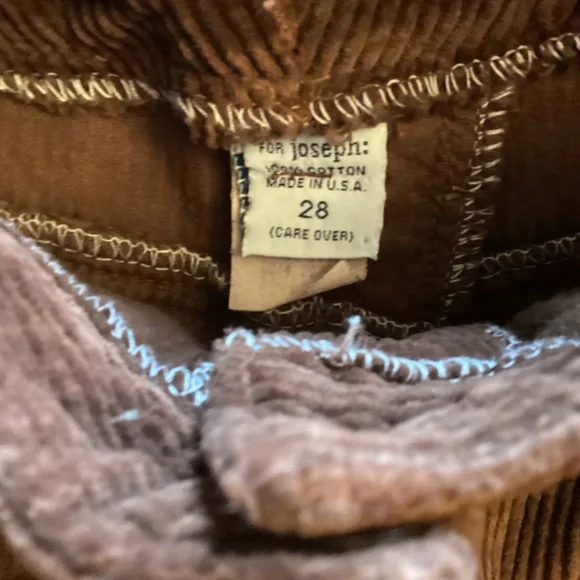 FOR joseph:
100% COTTON
MADE IN U.S.A.
28
(CARE OVER)